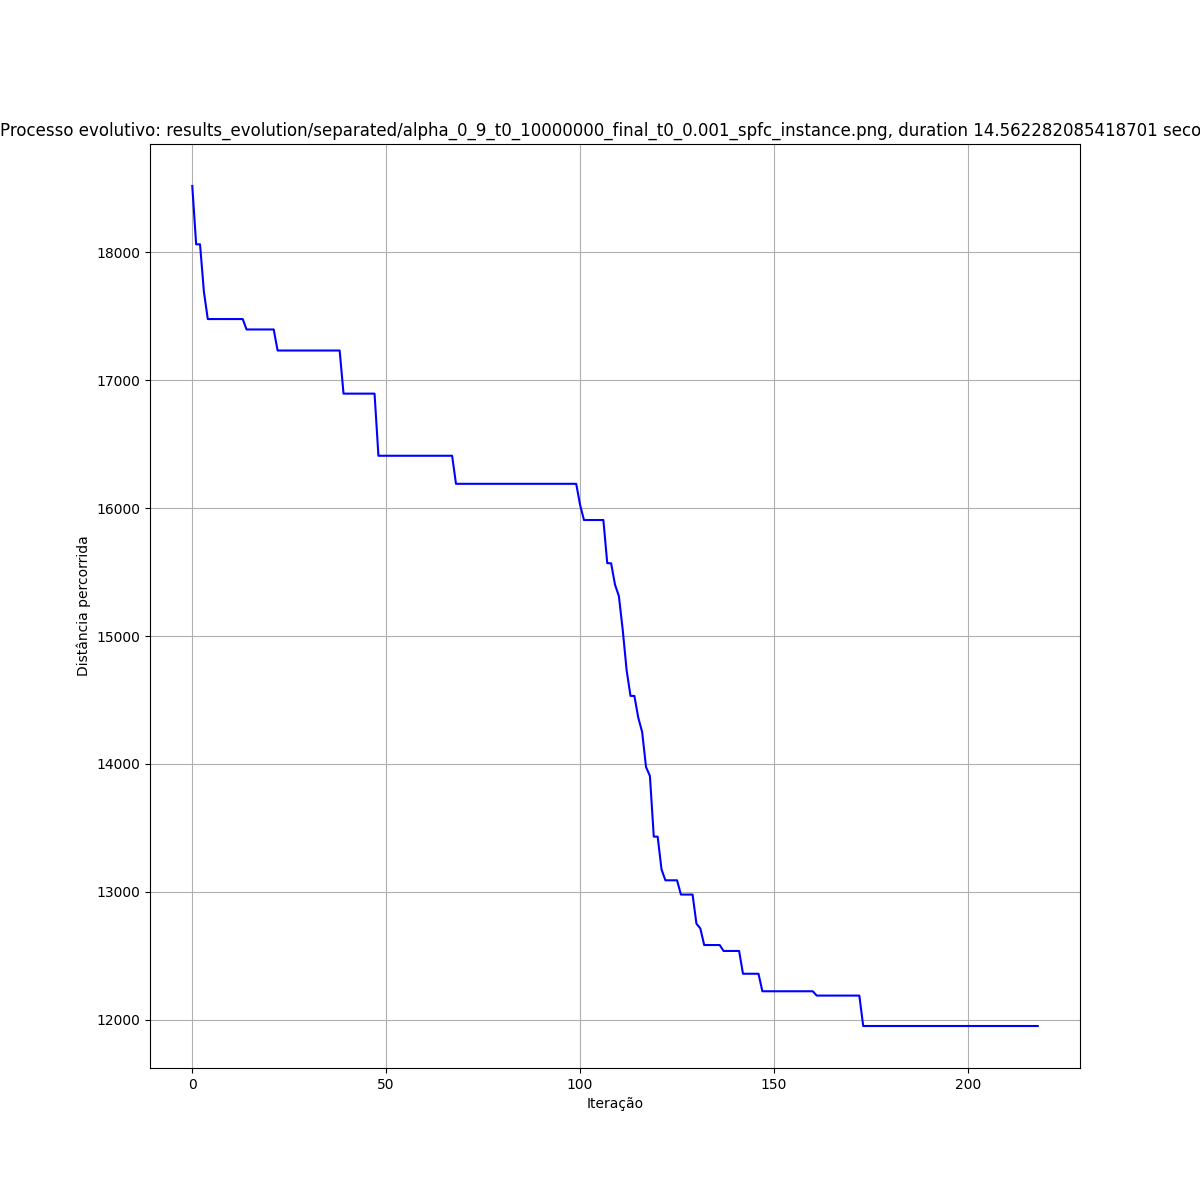 Processo evolutivo: results_evolution/separated/alpha_0_9_t0_10000000_final_t0_0.001_spfc_instance.png, duration 14.562282085418701 seco
18000
17000
16000
15000
14000
13000
12000
Distância percorrida
0 50 100 150 200
Iteração